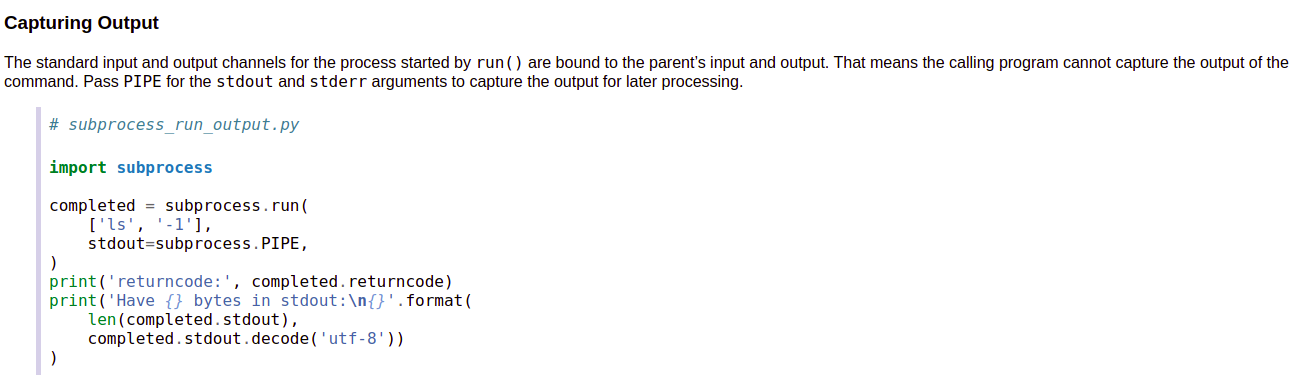 Capturing Output
The standard input and output channels for the process started by run() are bound to the parent's input and output. That means the calling program cannot capture the output of the
command. Pass PIPE for the stdout and stderr arguments to capture the output for later processing.
# subprocess_run_output.py
import subprocess
completed = subprocess.run(
    ['ls', '-1'],
    stdout=subprocess.PIPE,
)
print('returncode:', completed.returncode)
print('Have {} bytes in stdout:\n{}'.format(
    len(completed.stdout),
    completed.stdout.decode('utf-8'))
)